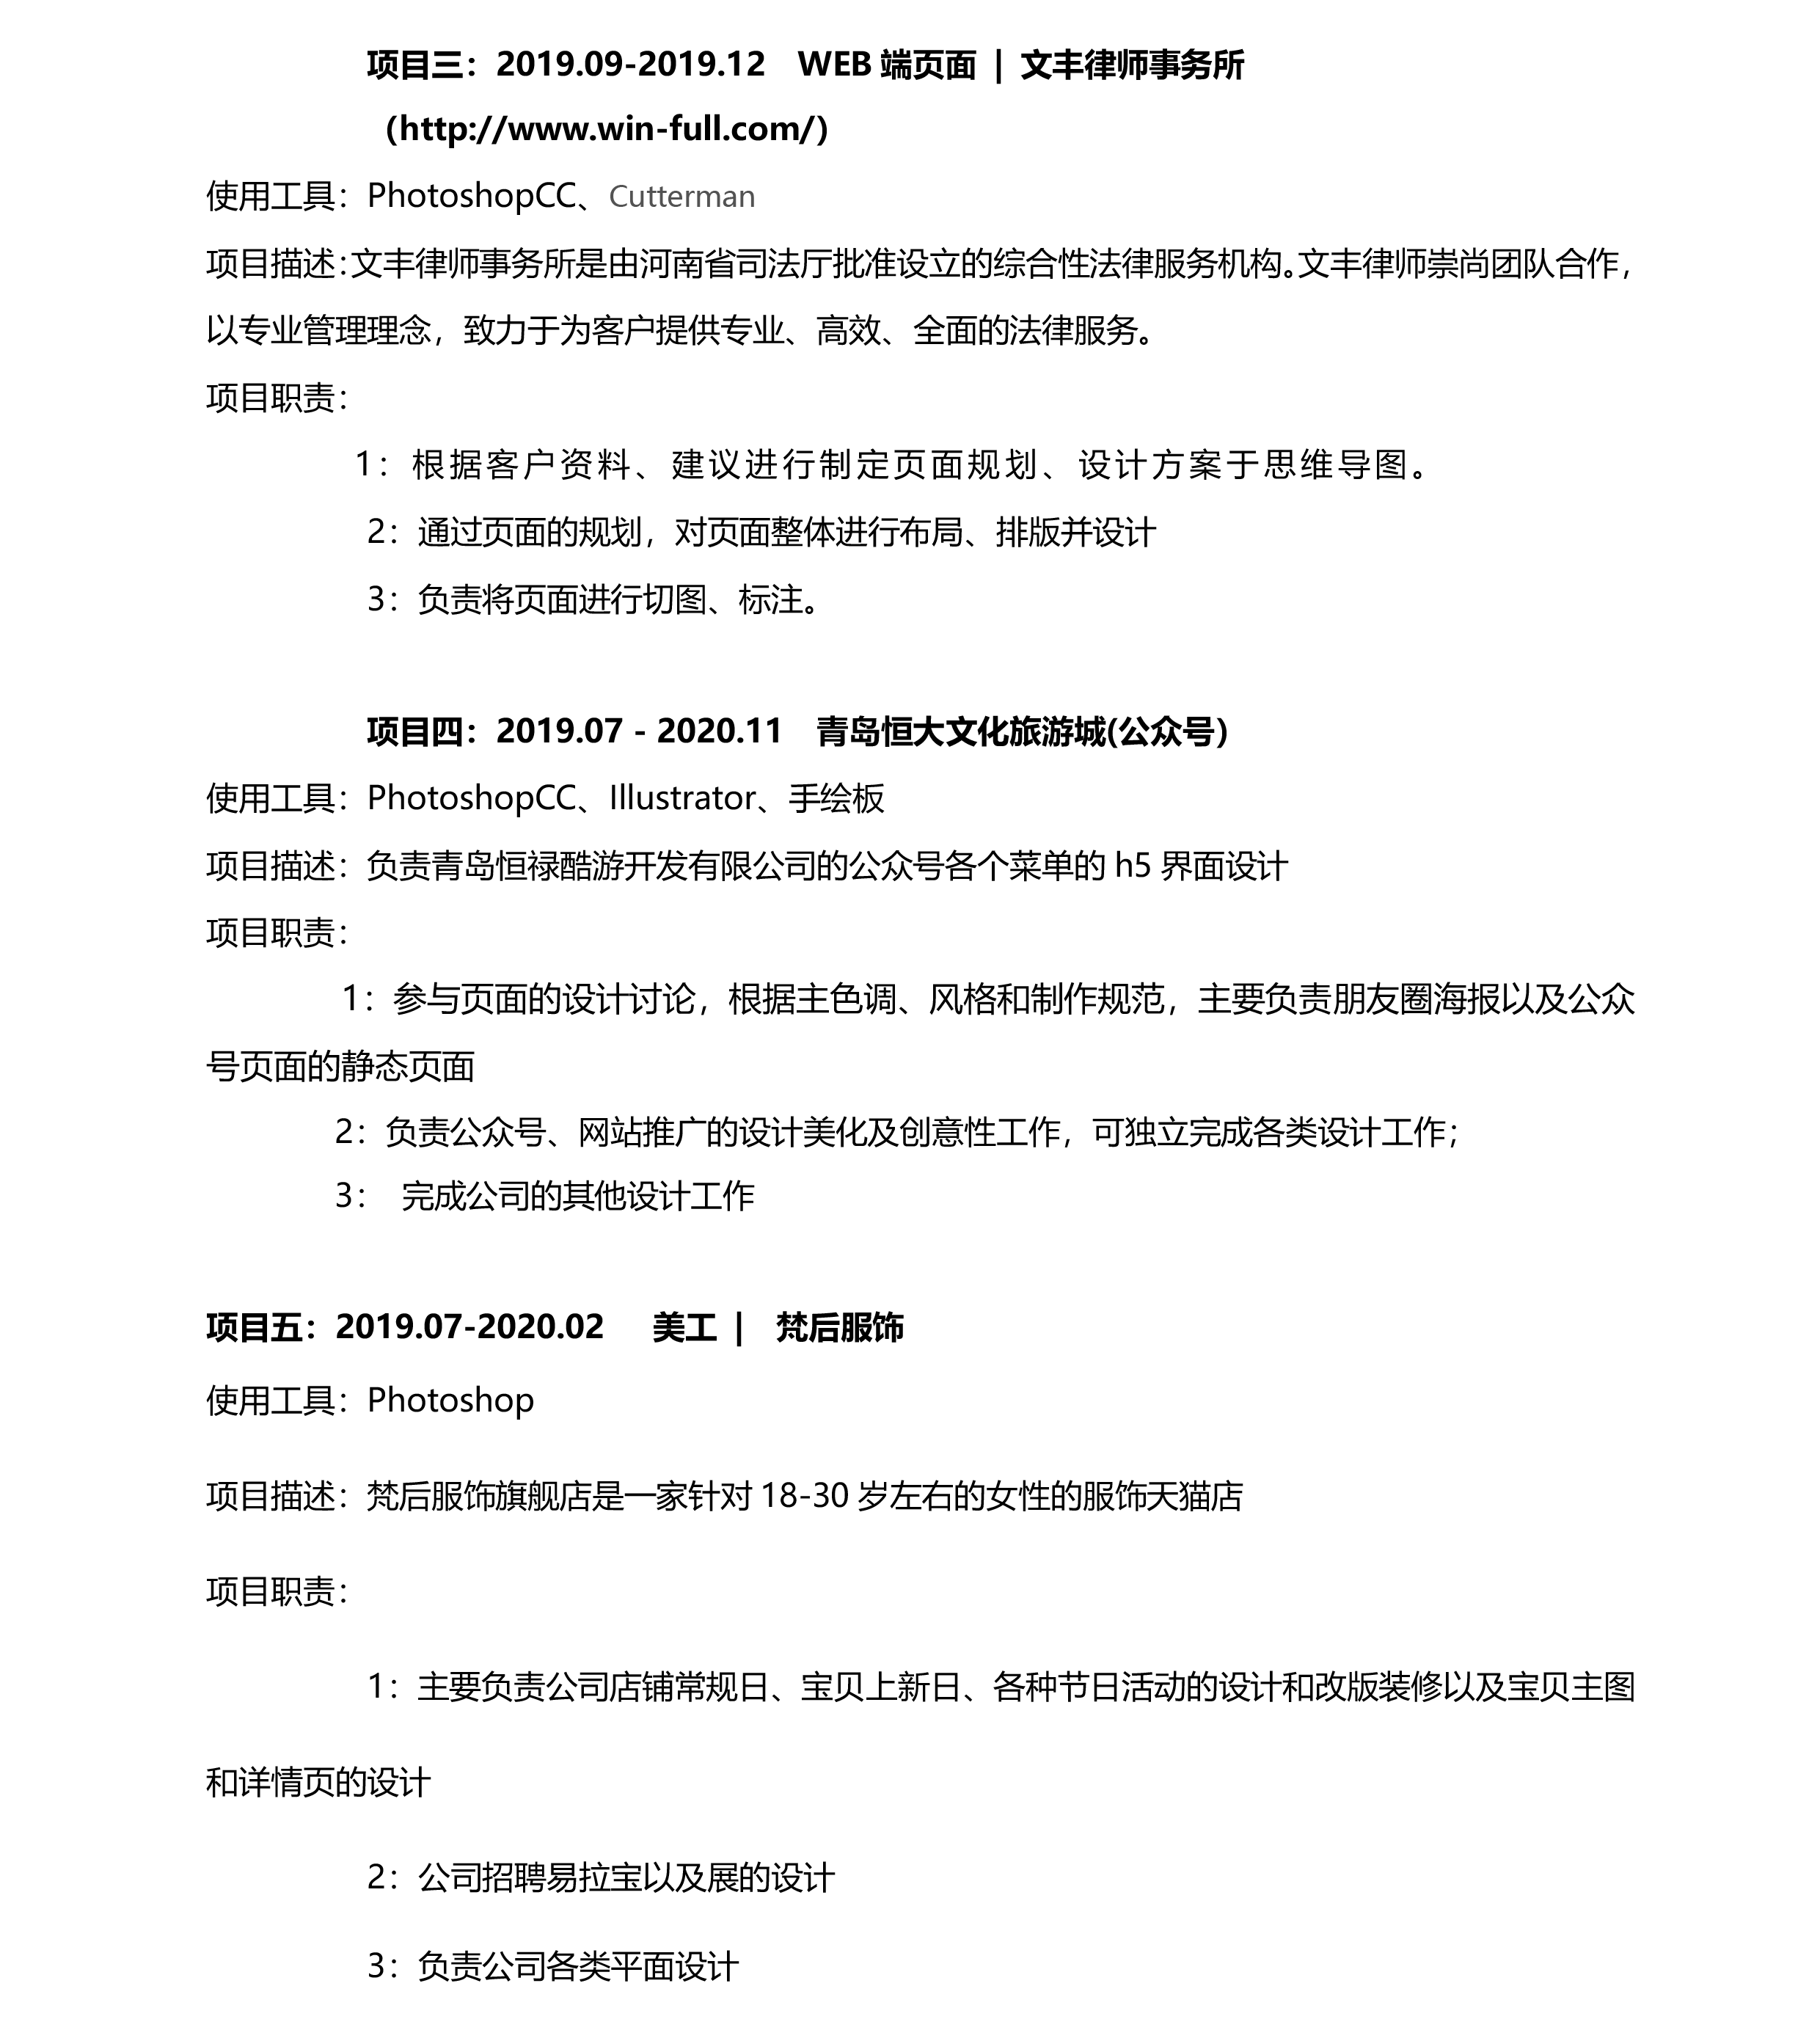 项目三：2019.09-2019.12 WEB 端页面 | 文丰律师事务所
(http://www.win-full.com/)
使用工具：PhotoshopCC、Cutterman
项目描述：文丰律师事务所是由河南省司法厅批准设立的综合性法律服务机构。文丰律师崇尚团队合作，
以专业管理理念，致力于为客户提供专业、高效、全面的法律服务。
项目职责：
1：根据客户资料、建议进行制定页面规划、设计方案于思维导图。
2：通过页面的规划，对页面整体进行布局、排版并设计
3：负责将页面进行切图、标注。
项目四：2019.07 - 2020.11 青岛恒大文化旅游城(公众号)
使用工具：PhotoshopCC、Illustrator、手绘板
项目描述：负责青岛恒禄酷游开发有限公司的公众号各个菜单的 h5 界面设计
项目职责：
1：参与页面的设计讨论，根据主色调、风格和制作规范，主要负责朋友圈海报以及公众
号页面的静态页面
2：负责公众号、网站推广的设计美化及创意性工作，可独立完成各类设计工作；
3： 完成公司的其他设计工作
项目五：2019.07-2020.02 美工 | 梵后服饰
使用工具：Photoshop
项目描述：梵后服饰旗舰店是一家针对 18-30 岁左右的女性的服饰天猫店
项目职责：
1：主要负责公司店铺常规日、宝贝上新日、各种节日活动的设计和改版装修以及宝贝主图
和详情页的设计
2：公司招聘易拉宝以及展的设计
3：负责公司各类平面设计